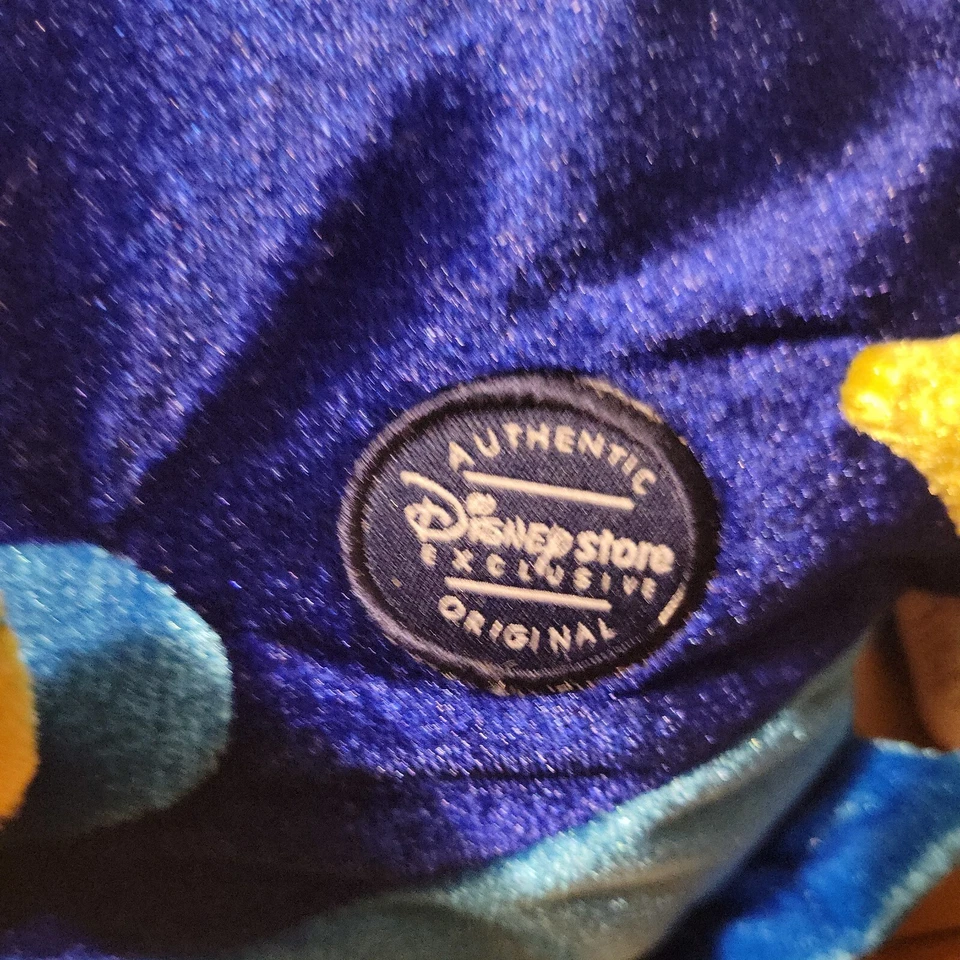 AUTHENTIC
Disney store
EXCLUSIVE
ORIGINAL